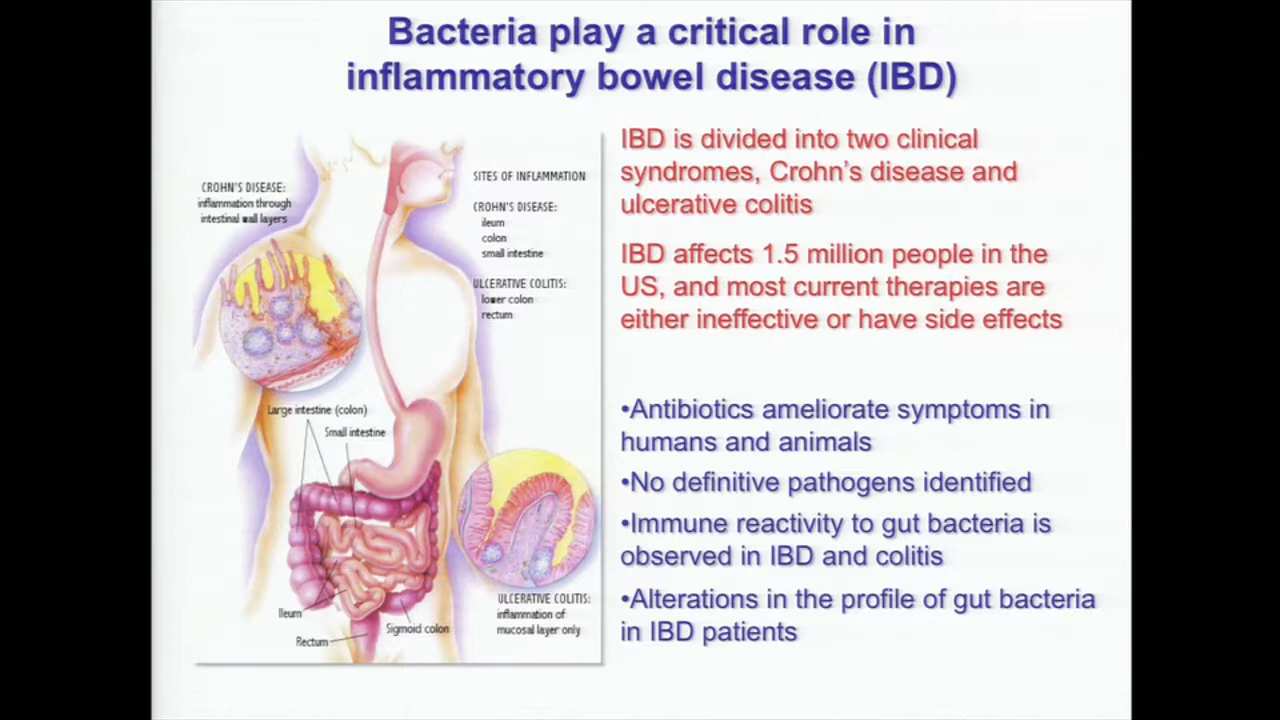 Bacteria play a critical role in
inflammatory bowel disease (IBD)
CROHN'S DISEASE:
inflammation through
intestinal wall layers
SITES OF INFLAMMATION
CROHN'S DISEASE:
ileum
colon
small intestine
ULCERATIVE COLITIS:
lower colon
rectum
Large intestine (colon)
Small intestine
Ileum
Rectum
Sigmoid colon
ULCERATIVE COLITIS:
inflammation of
mucosal layer only
IBD is divided into two clinical
syndromes, Crohn's disease and
ulcerative colitis
IBD affects 1.5 million people in the
US, and most current therapies are
either ineffective or have side effects
•Antibiotics ameliorate symptoms in
humans and animals
•No definitive pathogens identified
•Immune reactivity to gut bacteria is
observed in IBD and colitis
•Alterations in the profile of gut bacteria
in IBD patients